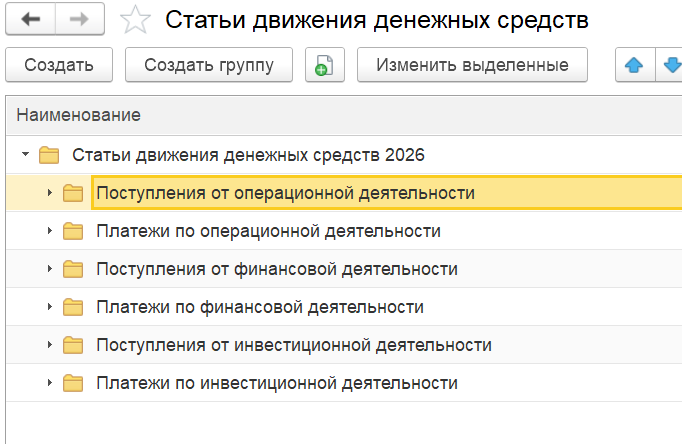 Статьи движения денежных средств
Создать Создать группу Изменить выделенные
Наименование
Статьи движения денежных средств 2026
Поступления от операционной деятельности
Платежи по операционной деятельности
Поступления от финансовой деятельности
Платежи по финансовой деятельности
Поступления от инвестиционной деятельности
Платежи по инвестиционной деятельности